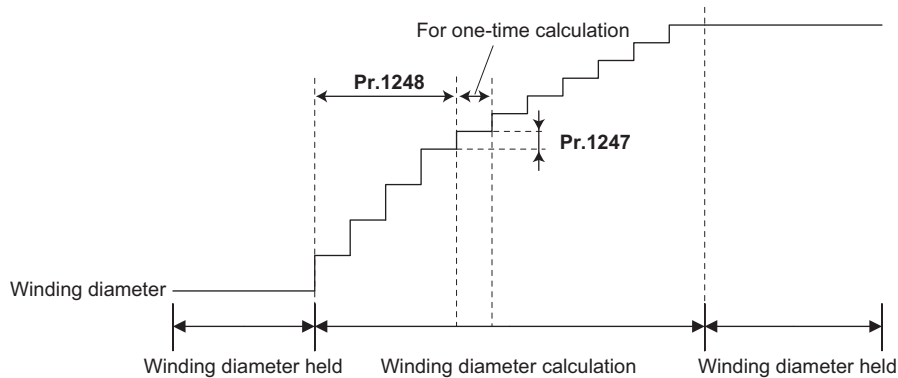 For one-time calculation
Pr.1248
Pr.1247
Winding diameter
Winding diameter held
Winding diameter calculation
Winding diameter held